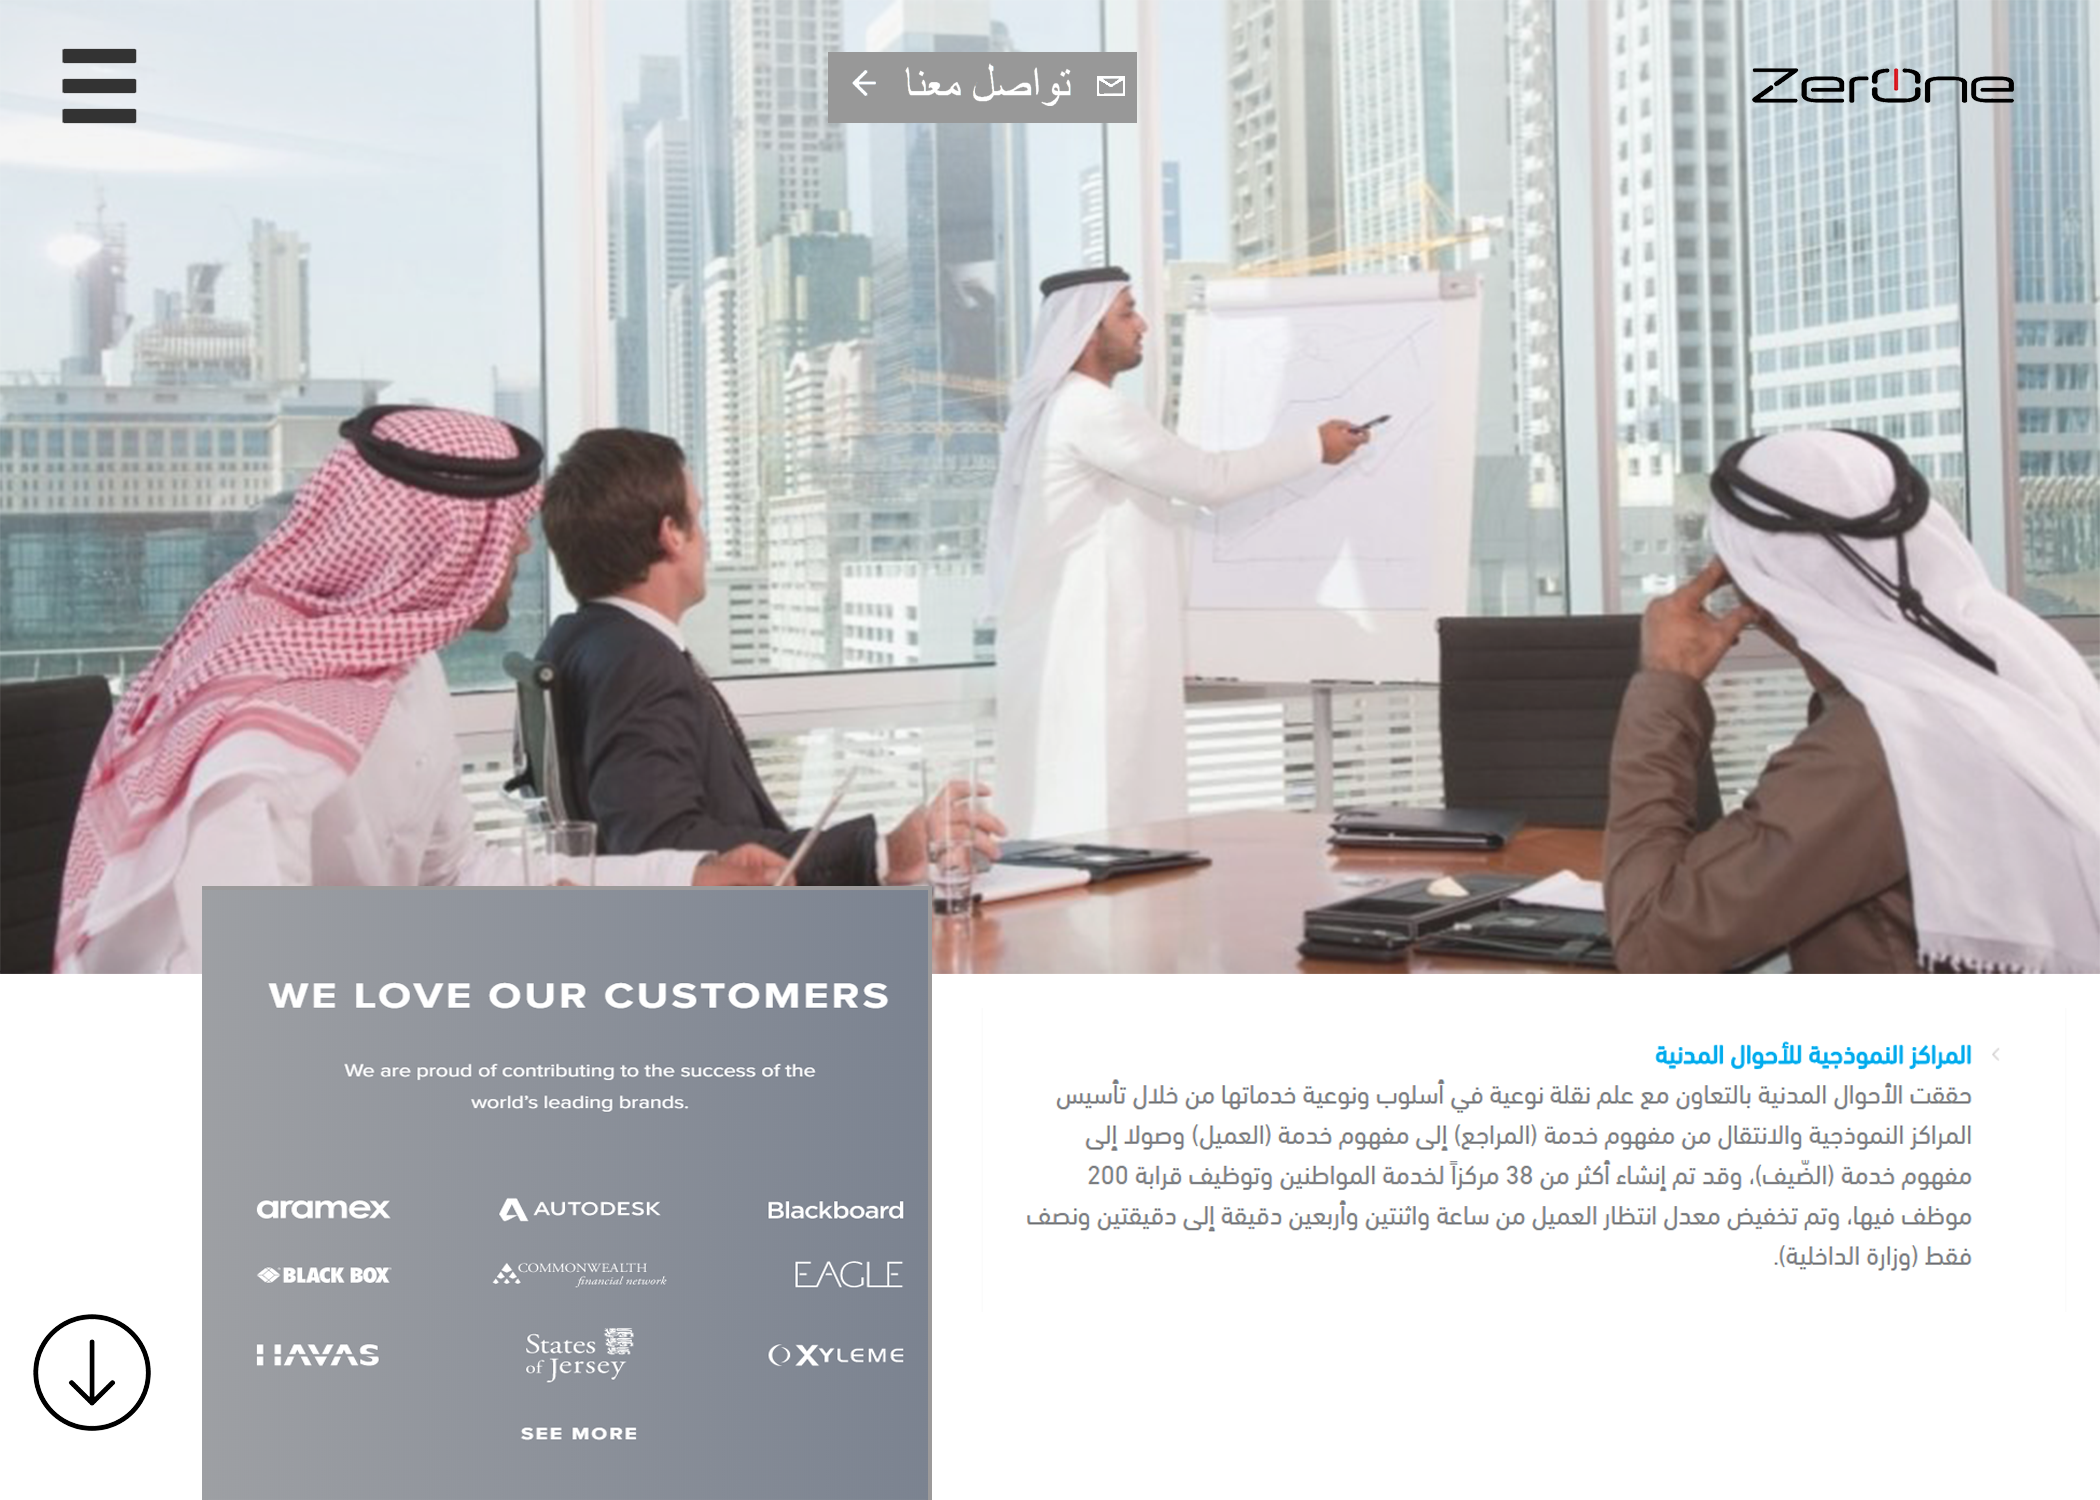 تواصل معنا
ZerOne
WE LOVE OUR CUSTOMERS
We are proud of contributing to the success of the
world's leading brands.
aramex AUTODESK Blackboard
BLACK BOX COMMONWEALTH financial network EAGLE
HAVAS States of Jersey XYLEME
SEE MORE
المراكز النموذجية للأحوال المدنية
حققت الأحوال المدنية بالتعاون مع علم نقلة نوعية في أسلوب ونوعية خدماتها من خلال تأسيس
المراكز النموذجية والانتقال من مفهوم خدمة (المراجع) إلى مفهوم خدمة (العميل) وصولا إلى
مفهوم خدمة (الضّيف)، وقد تم إنشاء أكثر من 38 مركزاً لخدمة المواطنين وتوظيف قرابة 200
موظف فيها، وتم تخفيض معدل انتظار العميل من ساعة واثنتين وأربعين دقيقة إلى دقيقتين ونصف
فقط (وزارة الداخلية).